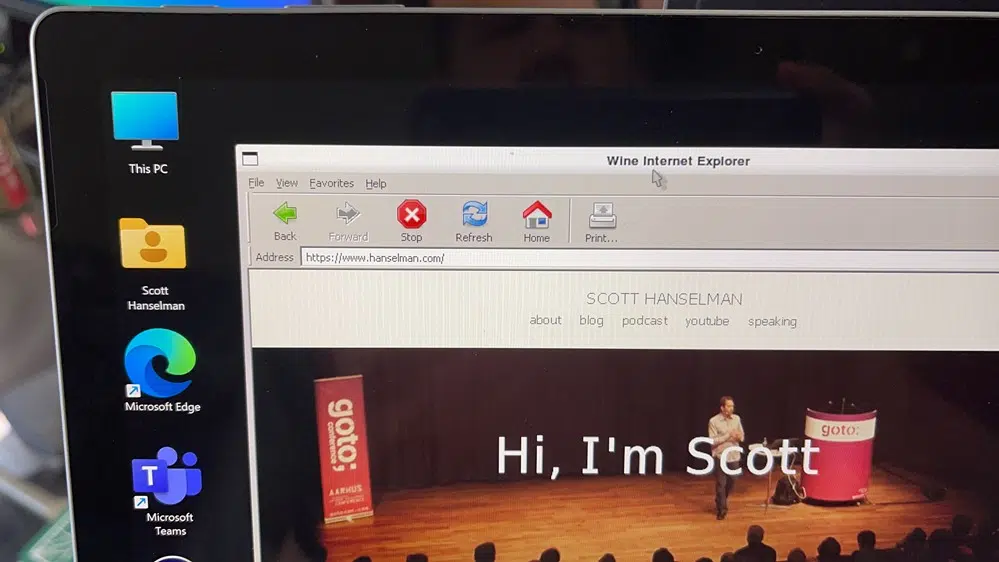 This PC
Scott
Hanselman
Microsoft Edge
T
Microsoft
Teams
Wine Internet Explorer
File View Favorites Help
Back Forward Stop Refresh Home Print...
Address https://www.hanselman.com/
SCOTT HANSELMAN
about blog podcast youtube speaking
goto;
conference
AARHUS
goto;
Hi, I'm Scott